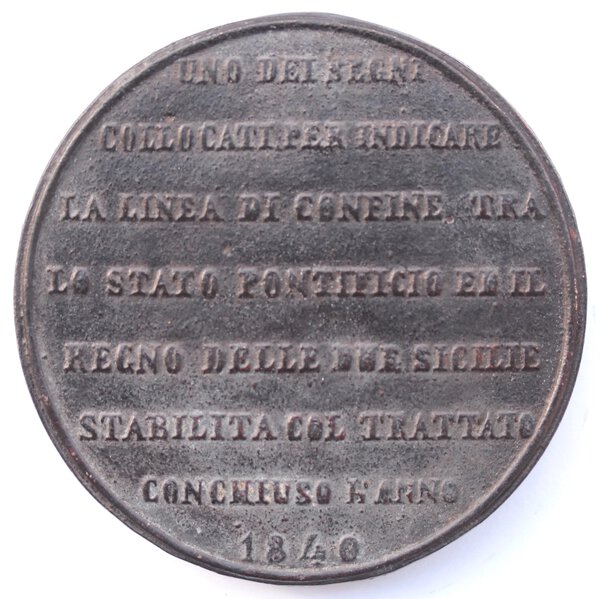 UNO DEI SEGNI
COLLOCATI PER INDICARE
LA LINEA DI CONFINE, TRA
LO STATO PONTIFICIO ED IL
REGNO DELLE DUE SICILIE
STABILITA COL TRATTATO
CONCHIUSO L'ANNO
1840